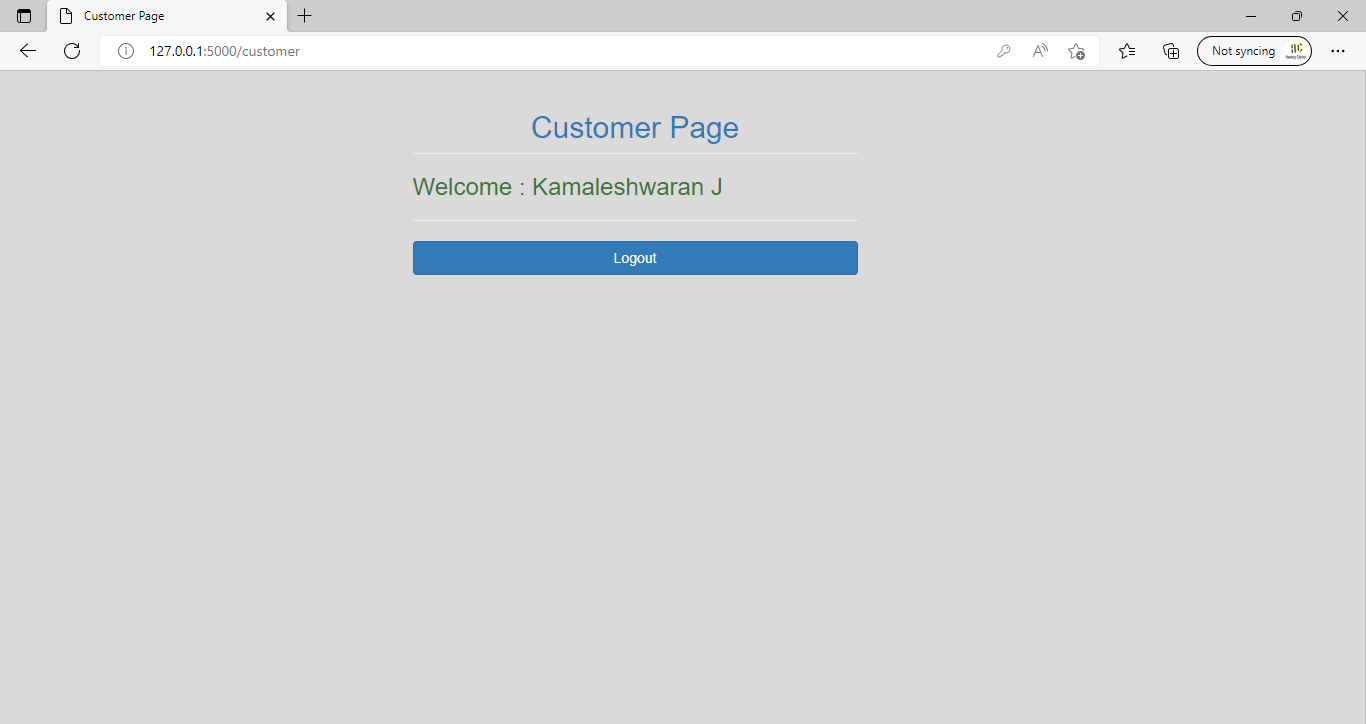 Customer Page
127.0.0.1:5000/customer
Not syncing
Customer Page
Welcome : Kamaleshwaran J
Logout